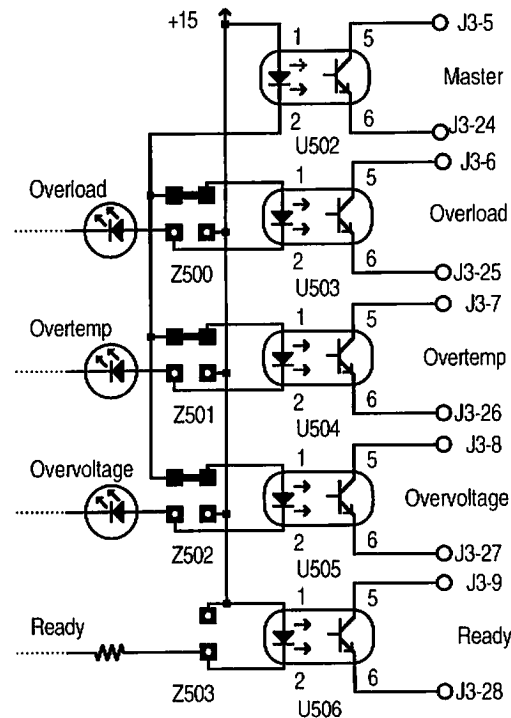 +15
1
5
J3-5
Master
2
6
J3-24
U502
J3-6
Overload
1
5
Overload
2
6
Z500
J3-25
U503
J3-7
Overtemp
1
5
Overtemp
2
6
Z501
J3-26
U504
J3-8
Overvoltage
1
5
Overvoltage
2
6
Z502
J3-27
U505
J3-9
Ready
1
5
Ready
2
6
Z503
J3-28
U506